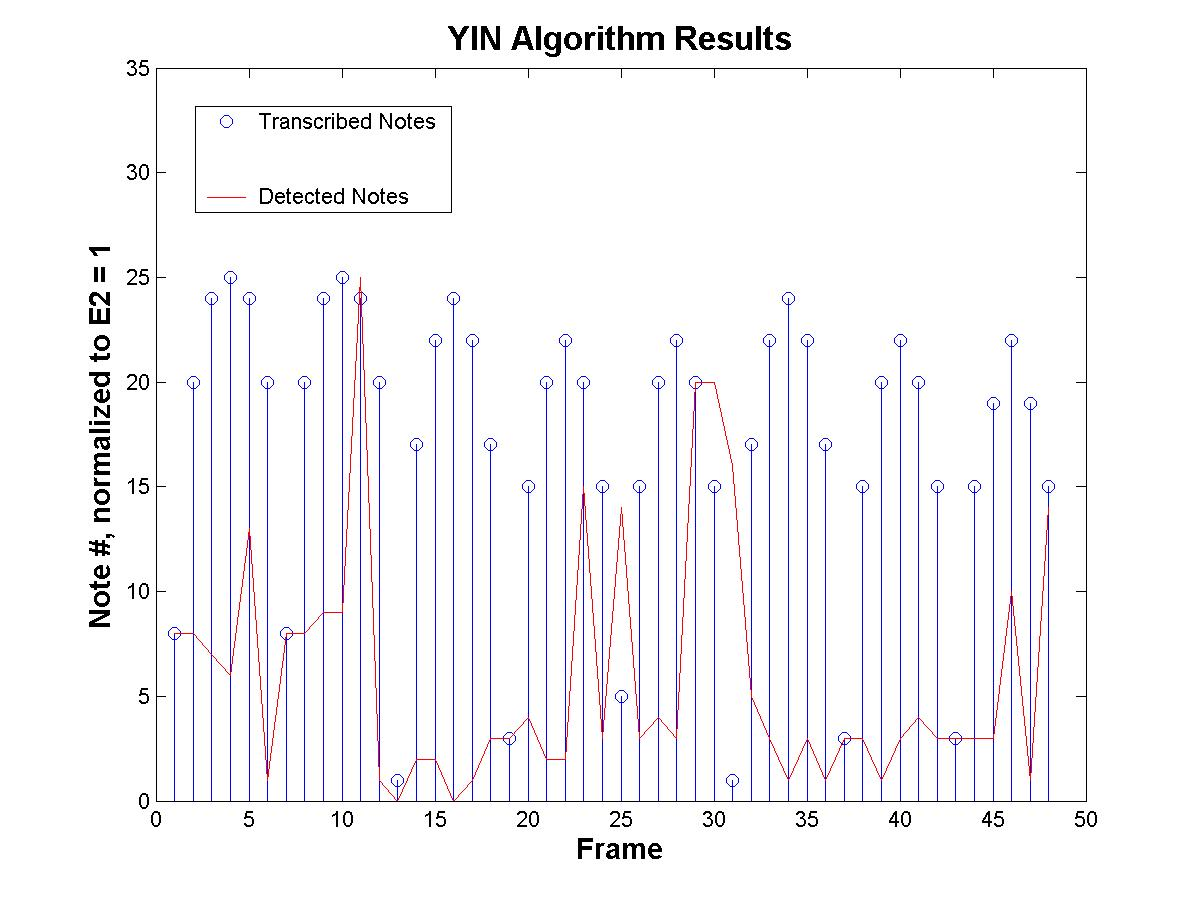 YIN Algorithm Results
35
30
25
20
15
10
5
0
Note #, normalized to E2 = 1
Transcribed Notes
Detected Notes
0 5 10 15 20 25 30 35 40 45 50
Frame